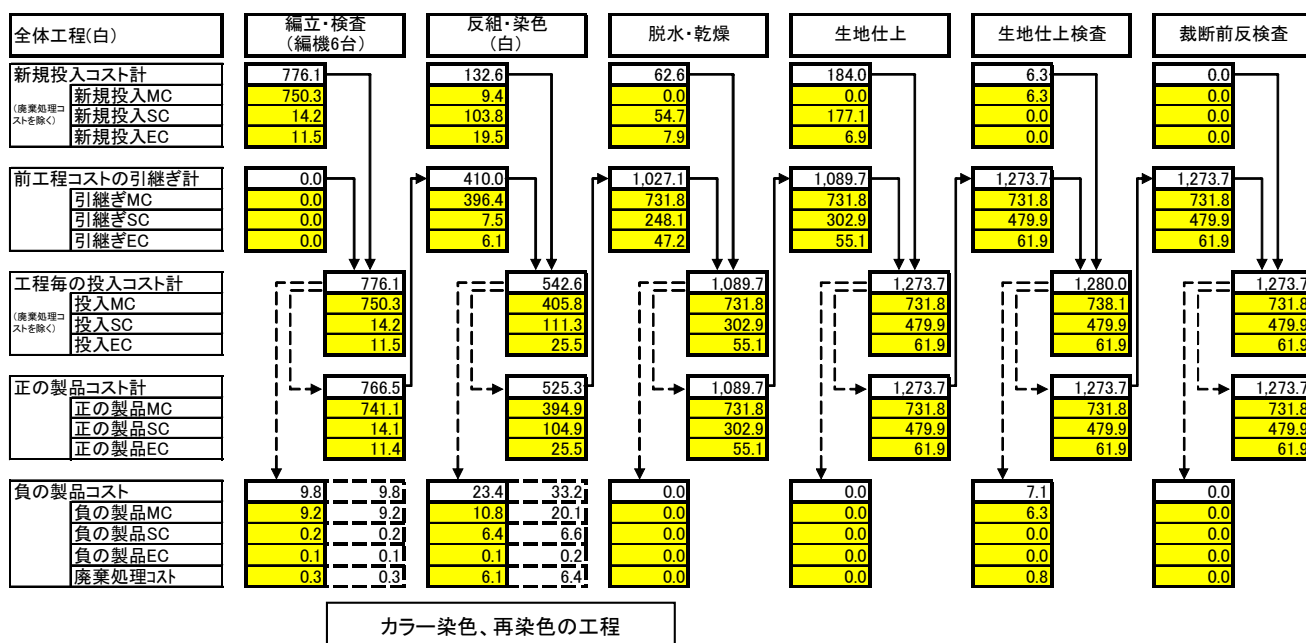 全体工程(白) 編立・検査 (編機6台) 反組・染色 (白) 脱水・乾燥 生地仕上 生地仕上検査 裁断前反検査
新規投入コスト計 776.1 132.6 62.6 184.0 6.3 0.0
(廃棄処理コストを除く) 新規投入MC 750.3 9.4 0.0 0.0 6.3 0.0
新規投入SC 14.2 103.8 54.7 177.1 0.0 0.0
新規投入EC 11.5 19.5 7.9 6.9 0.0 0.0
前工程コストの引継ぎ計 0.0 410.0 1,027.1 1,089.7 1,273.7 1,273.7
引継ぎMC 0.0 396.4 731.8 731.8 731.8 731.8
引継ぎSC 0.0 7.5 248.1 302.9 479.9 479.9
引継ぎEC 0.0 6.1 47.2 55.1 61.9 61.9
工程毎の投入コスト計 776.1 542.6 1,089.7 1,273.7 1,280.0 1,273.7
(廃棄処理コストを除く) 投入MC 750.3 405.8 731.8 731.8 738.1 731.8
投入SC 14.2 111.3 302.9 479.9 479.9 479.9
投入EC 11.5 25.5 55.1 61.9 61.9 61.9
正の製品コスト計 766.5 525.3 1,089.7 1,273.7 1,273.7 1,273.7
正の製品MC 741.1 394.9 731.8 731.8 731.8 731.8
正の製品SC 14.1 104.9 302.9 479.9 479.9 479.9
正の製品EC 11.4 25.5 55.1 61.9 61.9 61.9
負の製品コスト 9.8 9.8 23.4 33.2 0.0 0.0 7.1 0.0
負の製品MC 9.2 9.2 10.8 20.1 0.0 0.0 6.3 0.0
負の製品SC 0.2 0.2 6.4 6.6 0.0 0.0 0.0 0.0
負の製品EC 0.1 0.1 0.1 0.2 0.0 0.0 0.0 0.0
廃棄処理コスト 0.3 0.3 6.1 6.4 0.0 0.0 0.8 0.0
カラー染色、再染色の工程